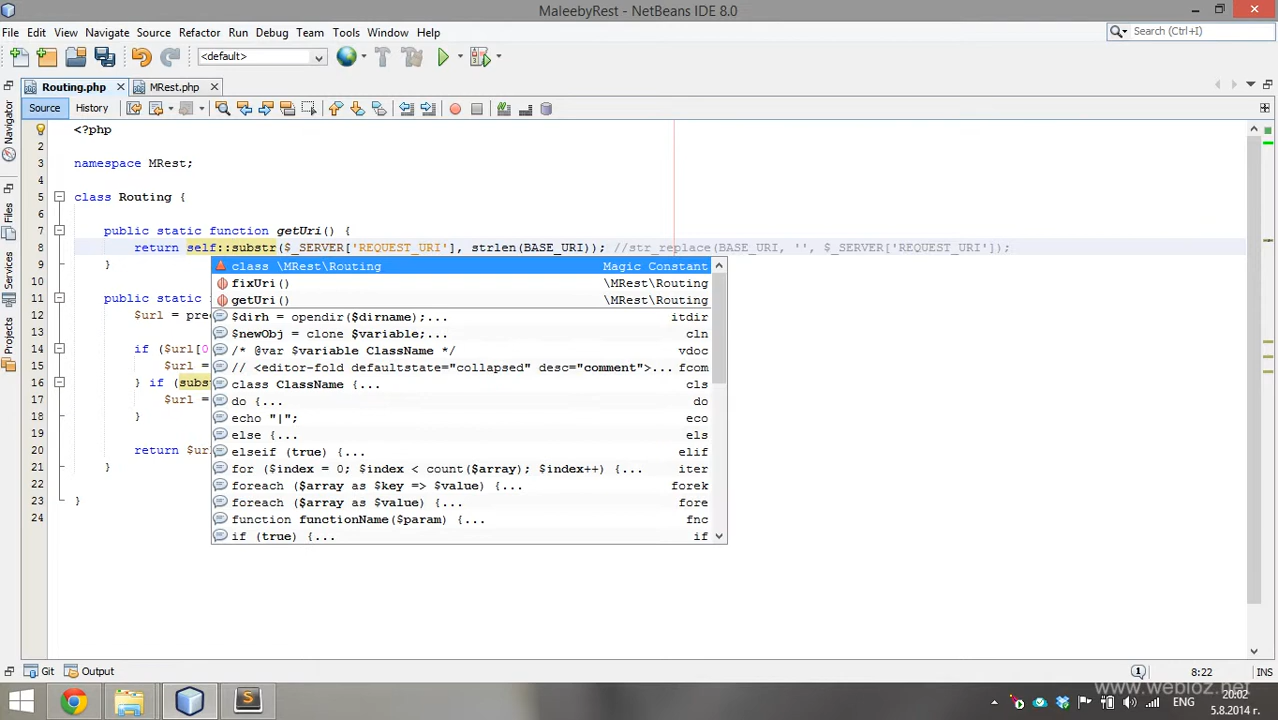 MaleebyRest - NetBeans IDE 8.0
File Edit View Navigate Source Refactor Run Debug Team Tools Window Help
Search (Ctrl+I)
<default>
Routing.php MRest.php
Source History
Navigator
Files
Services
Projects
1 <?php
2
3 namespace MRest;
4
5 class Routing {
6
7 public static function getUri() {
8 return self::substr($_SERVER['REQUEST_URI'], strlen(BASE_URI)); //str_replace(BASE_URI, '', $_SERVER['REQUEST_URI']);
9 }
10
11 public static
12 $url = pre
13
14 if ($url[0
15 $url =
16 } if (subs
17 $url =
18 }
19
20 return $ur
21 }
22
23 }
24
class \MRest\Routing Magic Constant
fixUri() \MRest\Routing
getUri() \MRest\Routing
$dirh = opendir($dirname);... itdir
$newObj = clone $variable;... cln
/* @var $variable ClassName */ vdoc
// <editor-fold defaultstate="collapsed" desc="comment">... fcom
class ClassName {... cls
do {... do
echo "|"; eco
else {... els
elseif (true) {... elif
for ($index = 0; $index < count($array); $index++) {... iter
foreach ($array as $key => $value) {... forek
foreach ($array as $value) {... fore
function functionName($param) {... fnc
if (true) {... if
Git Output
1 8:22 INS
www.webloz.net
ENG 20:02
5.8.2014 г.